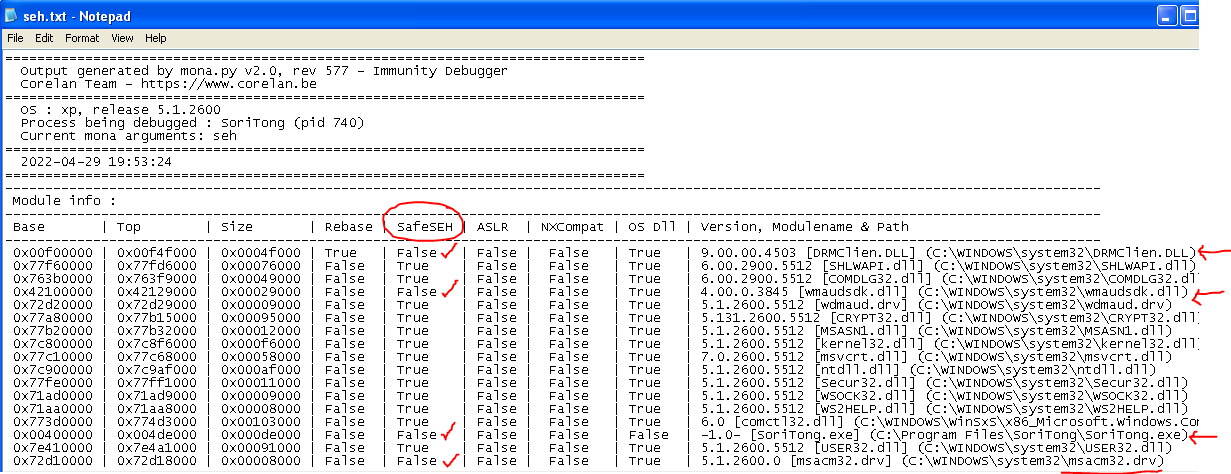 seh.txt - Notepad
File Edit Format View Help
================================================================================
Output generated by mona.py v2.0, rev 577 - Immunity Debugger
Corelan Team - https://www.corelan.be
================================================================================
OS : xp, release 5.1.2600
Process being debugged : SoriTong (pid 740)
Current mona arguments: seh
================================================================================
2022-04-29 19:53:24
================================================================================
--------------------------------------------------------------------------------
Module info :
--------------------------------------------------------------------------------
Base | Top | Size | Rebase | SafeSEH | ASLR | NXCompat | OS Dll | Version, Modulename & Path
--------------------------------------------------------------------------------
0x00f00000 | 0x00f4f000 | 0x0004f000 | True | False | False | False | True | 9.00.00.4503 [DRMClien.DLL] (C:\WINDOWS\system32\DRMClien.DLL)
0x77f60000 | 0x77fd6000 | 0x00076000 | False | True | False | False | True | 6.00.2900.5512 [SHLWAPI.dll] (C:\WINDOWS\system32\SHLWAPI.dll)
0x763b0000 | 0x763f9000 | 0x00049000 | False | True | False | False | True | 6.00.2900.5512 [COMDLG32.dll] (C:\WINDOWS\system32\COMDLG32.dll
0x42100000 | 0x42129000 | 0x00029000 | False | False | False | False | True | 4.00.0.3845 [wmaudsdk.dll] (C:\WINDOWS\system32\wmaudsdk.dll)
0x72d20000 | 0x72d29000 | 0x00009000 | False | True | False | False | True | 5.1.2600.5512 [wdmaud.drv] (C:\WINDOWS\system32\wdmaud.drv)
0x77a80000 | 0x77b15000 | 0x00095000 | False | True | False | False | True | 5.131.2600.5512 [CRYPT32.dll] (C:\WINDOWS\system32\CRYPT32.dll
0x77b20000 | 0x77b32000 | 0x00012000 | False | True | False | False | True | 5.1.2600.5512 [MSASN1.dll] (C:\WINDOWS\system32\MSASN1.dll)
0x7c800000 | 0x7c8f6000 | 0x000f6000 | False | True | False | False | True | 5.1.2600.5512 [kernel32.dll] (C:\WINDOWS\system32\kernel32.dll
0x77c10000 | 0x77c68000 | 0x00058000 | False | True | False | False | True | 7.0.2600.5512 [msvcrt.dll] (C:\WINDOWS\system32\msvcrt.dll)
0x7c900000 | 0x7c9af000 | 0x000af000 | False | True | False | False | True | 5.1.2600.5512 [ntdll.dll] (C:\WINDOWS\system32\ntdll.dll)
0x77fe0000 | 0x77ff1000 | 0x00011000 | False | True | False | False | True | 5.1.2600.5512 [Secur32.dll] (C:\WINDOWS\system32\Secur32.dll)
0x71ad0000 | 0x71ad9000 | 0x00009000 | False | True | False | False | True | 5.1.2600.5512 [WSOCK32.dll] (C:\WINDOWS\system32\WSOCK32.dll)
0x71aa0000 | 0x71aa8000 | 0x00008000 | False | True | False | False | True | 5.1.2600.5512 [WS2HELP.dll] (C:\WINDOWS\system32\WS2HELP.dll)
0x773d0000 | 0x774d3000 | 0x00103000 | False | True | False | False | True | 6.0 [comctl32.dll] (C:\WINDOWS\WinSxS\x86_Microsoft.Windows.Com
0x00400000 | 0x004de000 | 0x000de000 | False | False | False | False | False | -1.0- [SoriTong.exe] (C:\Program Files\SoriTong\SoriTong.exe)
0x7e410000 | 0x7e4a1000 | 0x00091000 | False | True | False | False | True | 5.1.2600.5512 [USER32.dll] (C:\WINDOWS\system32\USER32.dll)
0x72d10000 | 0x72d18000 | 0x00008000 | False | False | False | False | True | 5.1.2600.0 [msacm32.drv] (C:\WINDOWS\system32\msacm32.drv)